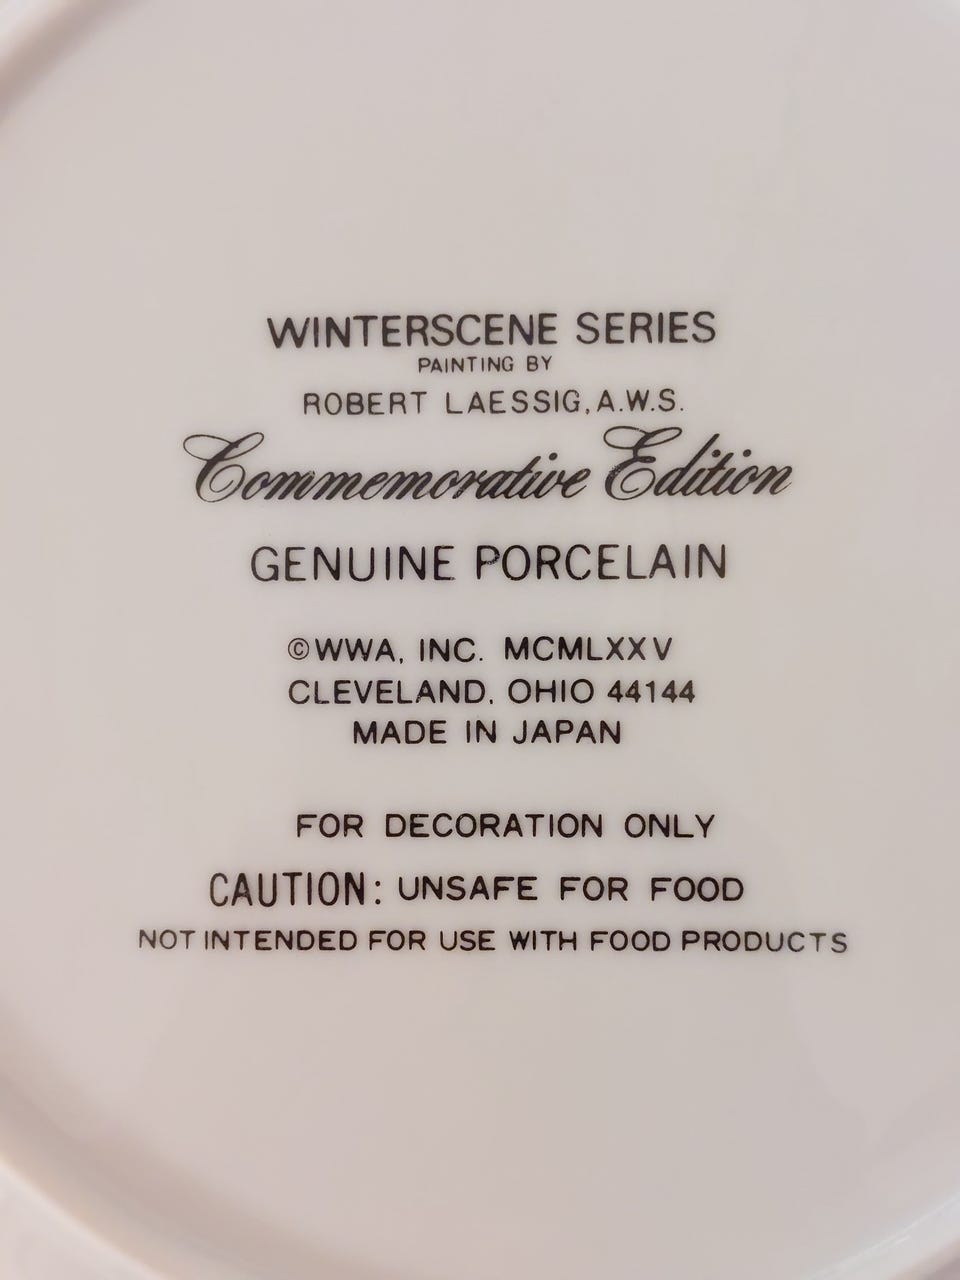 WINTERSCENE SERIES
PAINTING BY
ROBERT LAESSIG, A.W.S.
Commemorative Edition
GENUINE PORCELAIN
©WWA, INC. MCMLXXV
CLEVELAND, OHIO 44144
MADE IN JAPAN
FOR DECORATION ONLY
CAUTION: UNSAFE FOR FOOD
NOT INTENDED FOR USE WITH FOOD PRODUCTS